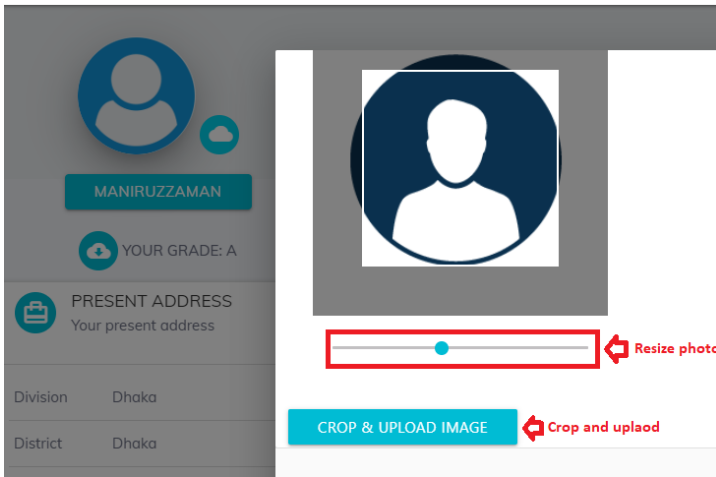 MANIRUZZAMAN
YOUR GRADE: A
PRESENT ADDRESS
Your present address
Division Dhaka
District Dhaka
Resize photo
CROP & UPLOAD IMAGE
Crop and uplaod